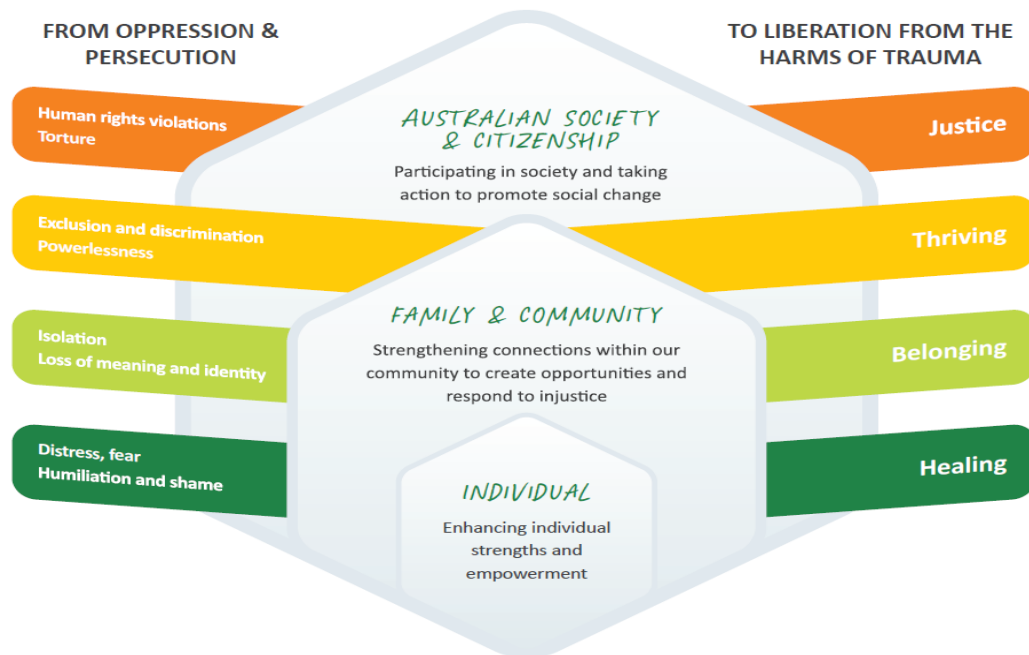 FROM OPPRESSION &
PERSECUTION
TO LIBERATION FROM THE
HARMS OF TRAUMA
Human rights violations
Torture
AUSTRALIAN SOCIETY
& CITIZENSHIP
Participating in society and taking
action to promote social change
Justice
Exclusion and discrimination
Powerlessness
Thriving
FAMILY & COMMUNITY
Strengthening connections within our
community to create opportunities and
respond to injustice
Isolation
Loss of meaning and identity
Belonging
Distress, fear
Humiliation and shame
INDIVIDUAL
Enhancing individual
strengths and
empowerment
Healing